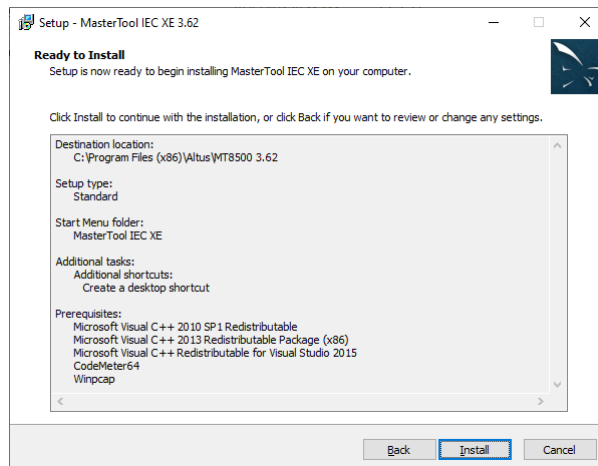 Setup - MasterTool IEC XE 3.62
Ready to Install
Setup is now ready to begin installing MasterTool IEC XE on your computer.
Click Install to continue with the installation, or click Back if you want to review or change any settings.
Destination location:
C:\Program Files (x86)\Altus\MT8500 3.62
Setup type:
Standard
Start Menu folder:
MasterTool IEC XE
Additional tasks:
Additional shortcuts:
Create a desktop shortcut
Prerequisites:
Microsoft Visual C++ 2010 SP1 Redistributable
Microsoft Visual C++ 2013 Redistributable Package (x86)
Microsoft Visual C++ Redistributable for Visual Studio 2015
CodeMeter64
Winpcap
Back
Install
Cancel